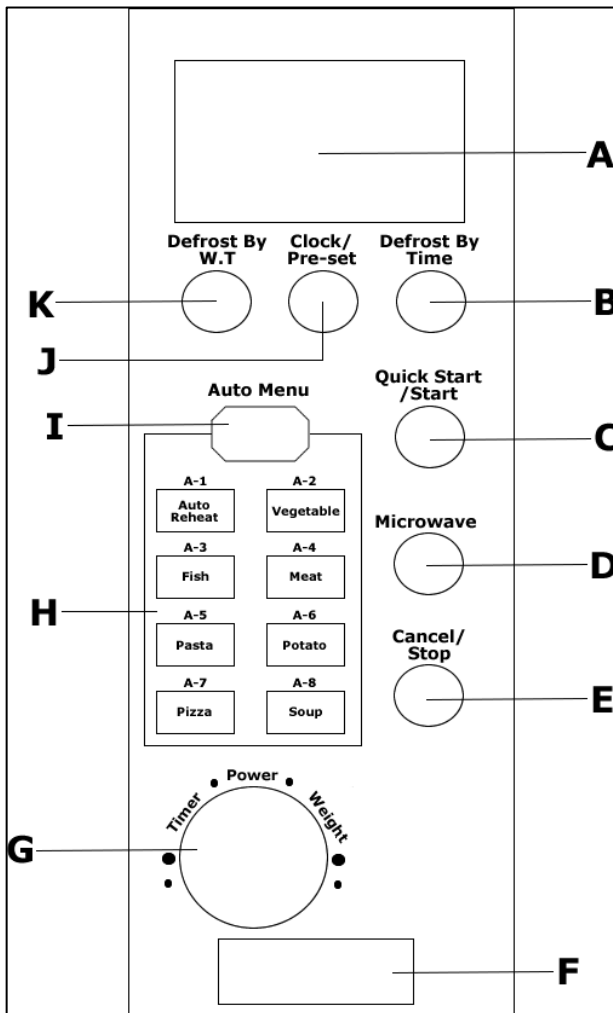 A
Defrost By
W.T
Clock/
Pre-set
Defrost By
Time
K
B
J
Auto Menu
Quick Start
/Start
I
C
A-1
Auto
Reheat
A-2
Vegetable
Microwave
A-3
Fish
A-4
Meat
D
H
A-5
Pasta
A-6
Potato
Cancel/
Stop
A-7
Pizza
A-8
Soup
E
Timer
Power
Weight
G
F